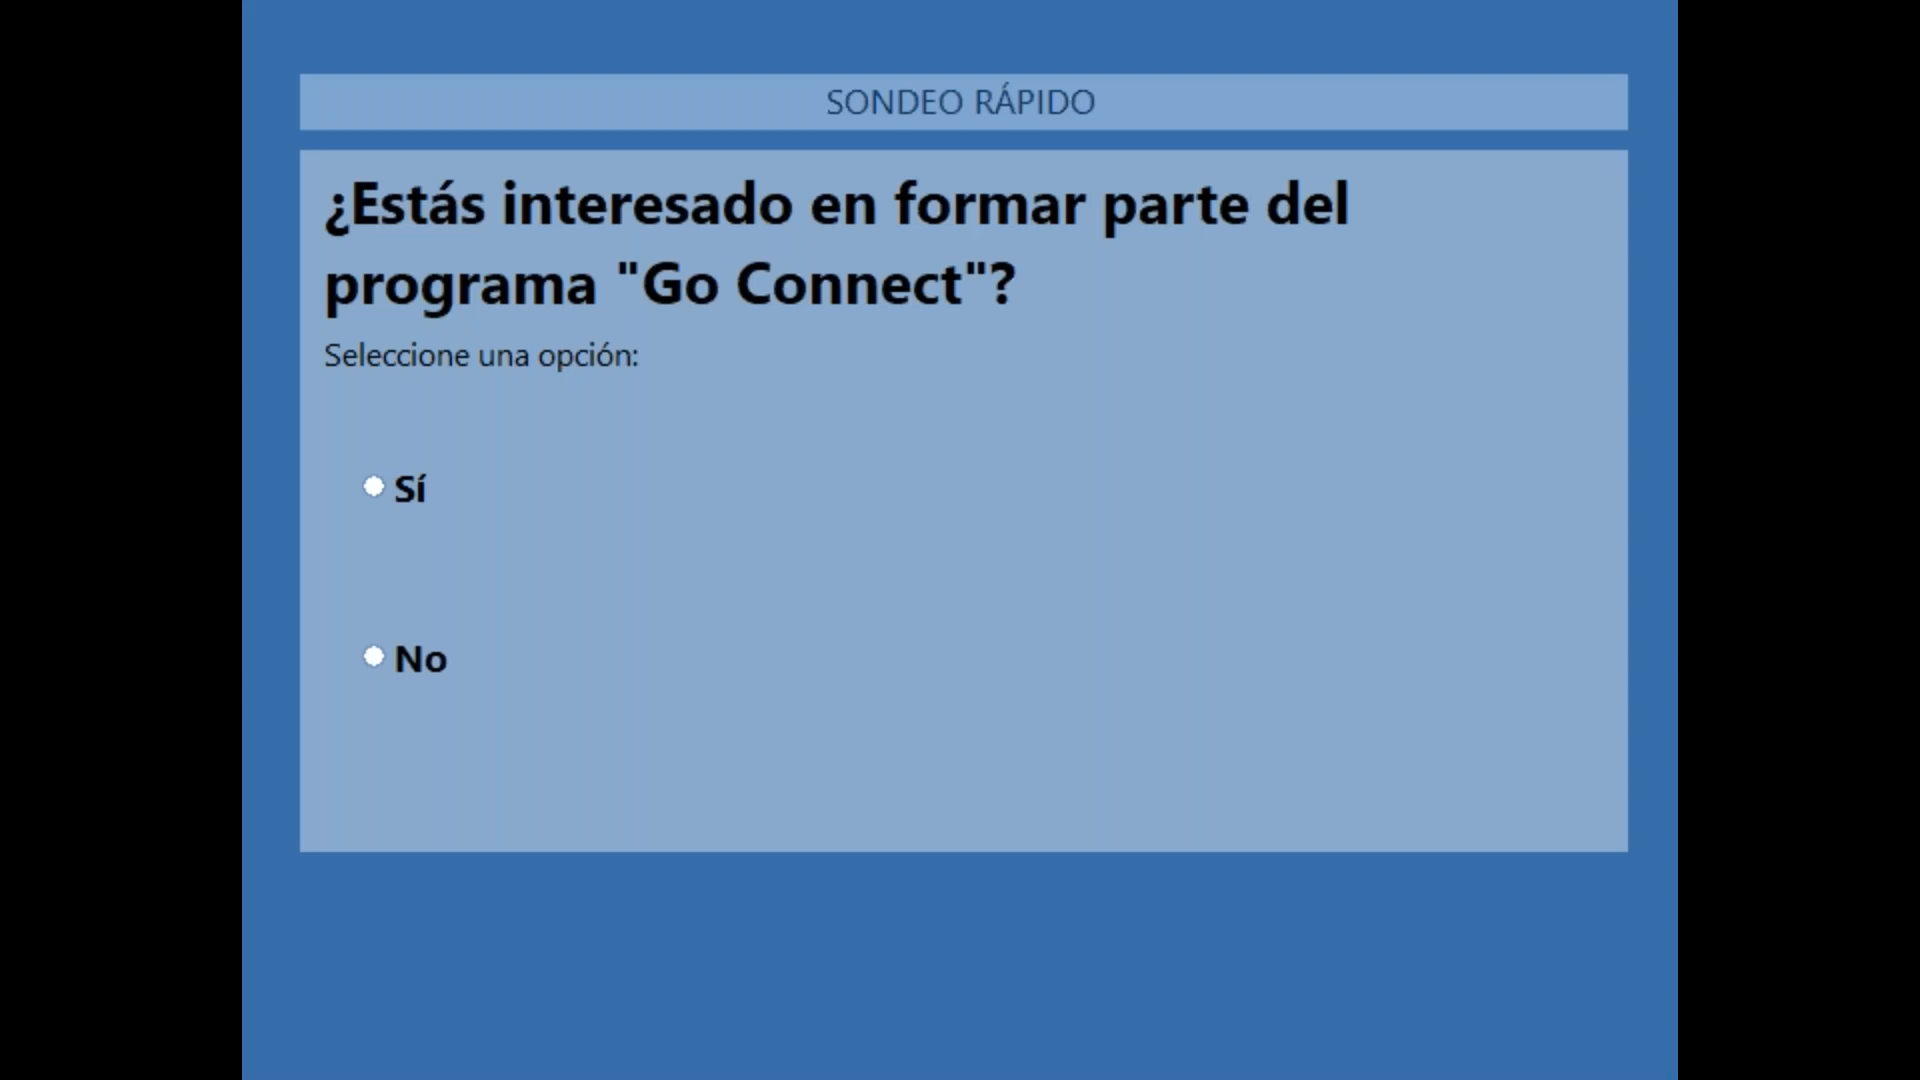 SONDEO RÁPIDO
¿Estás interesado en formar parte del
programa "Go Connect"?
Seleccione una opción:
Sí
No